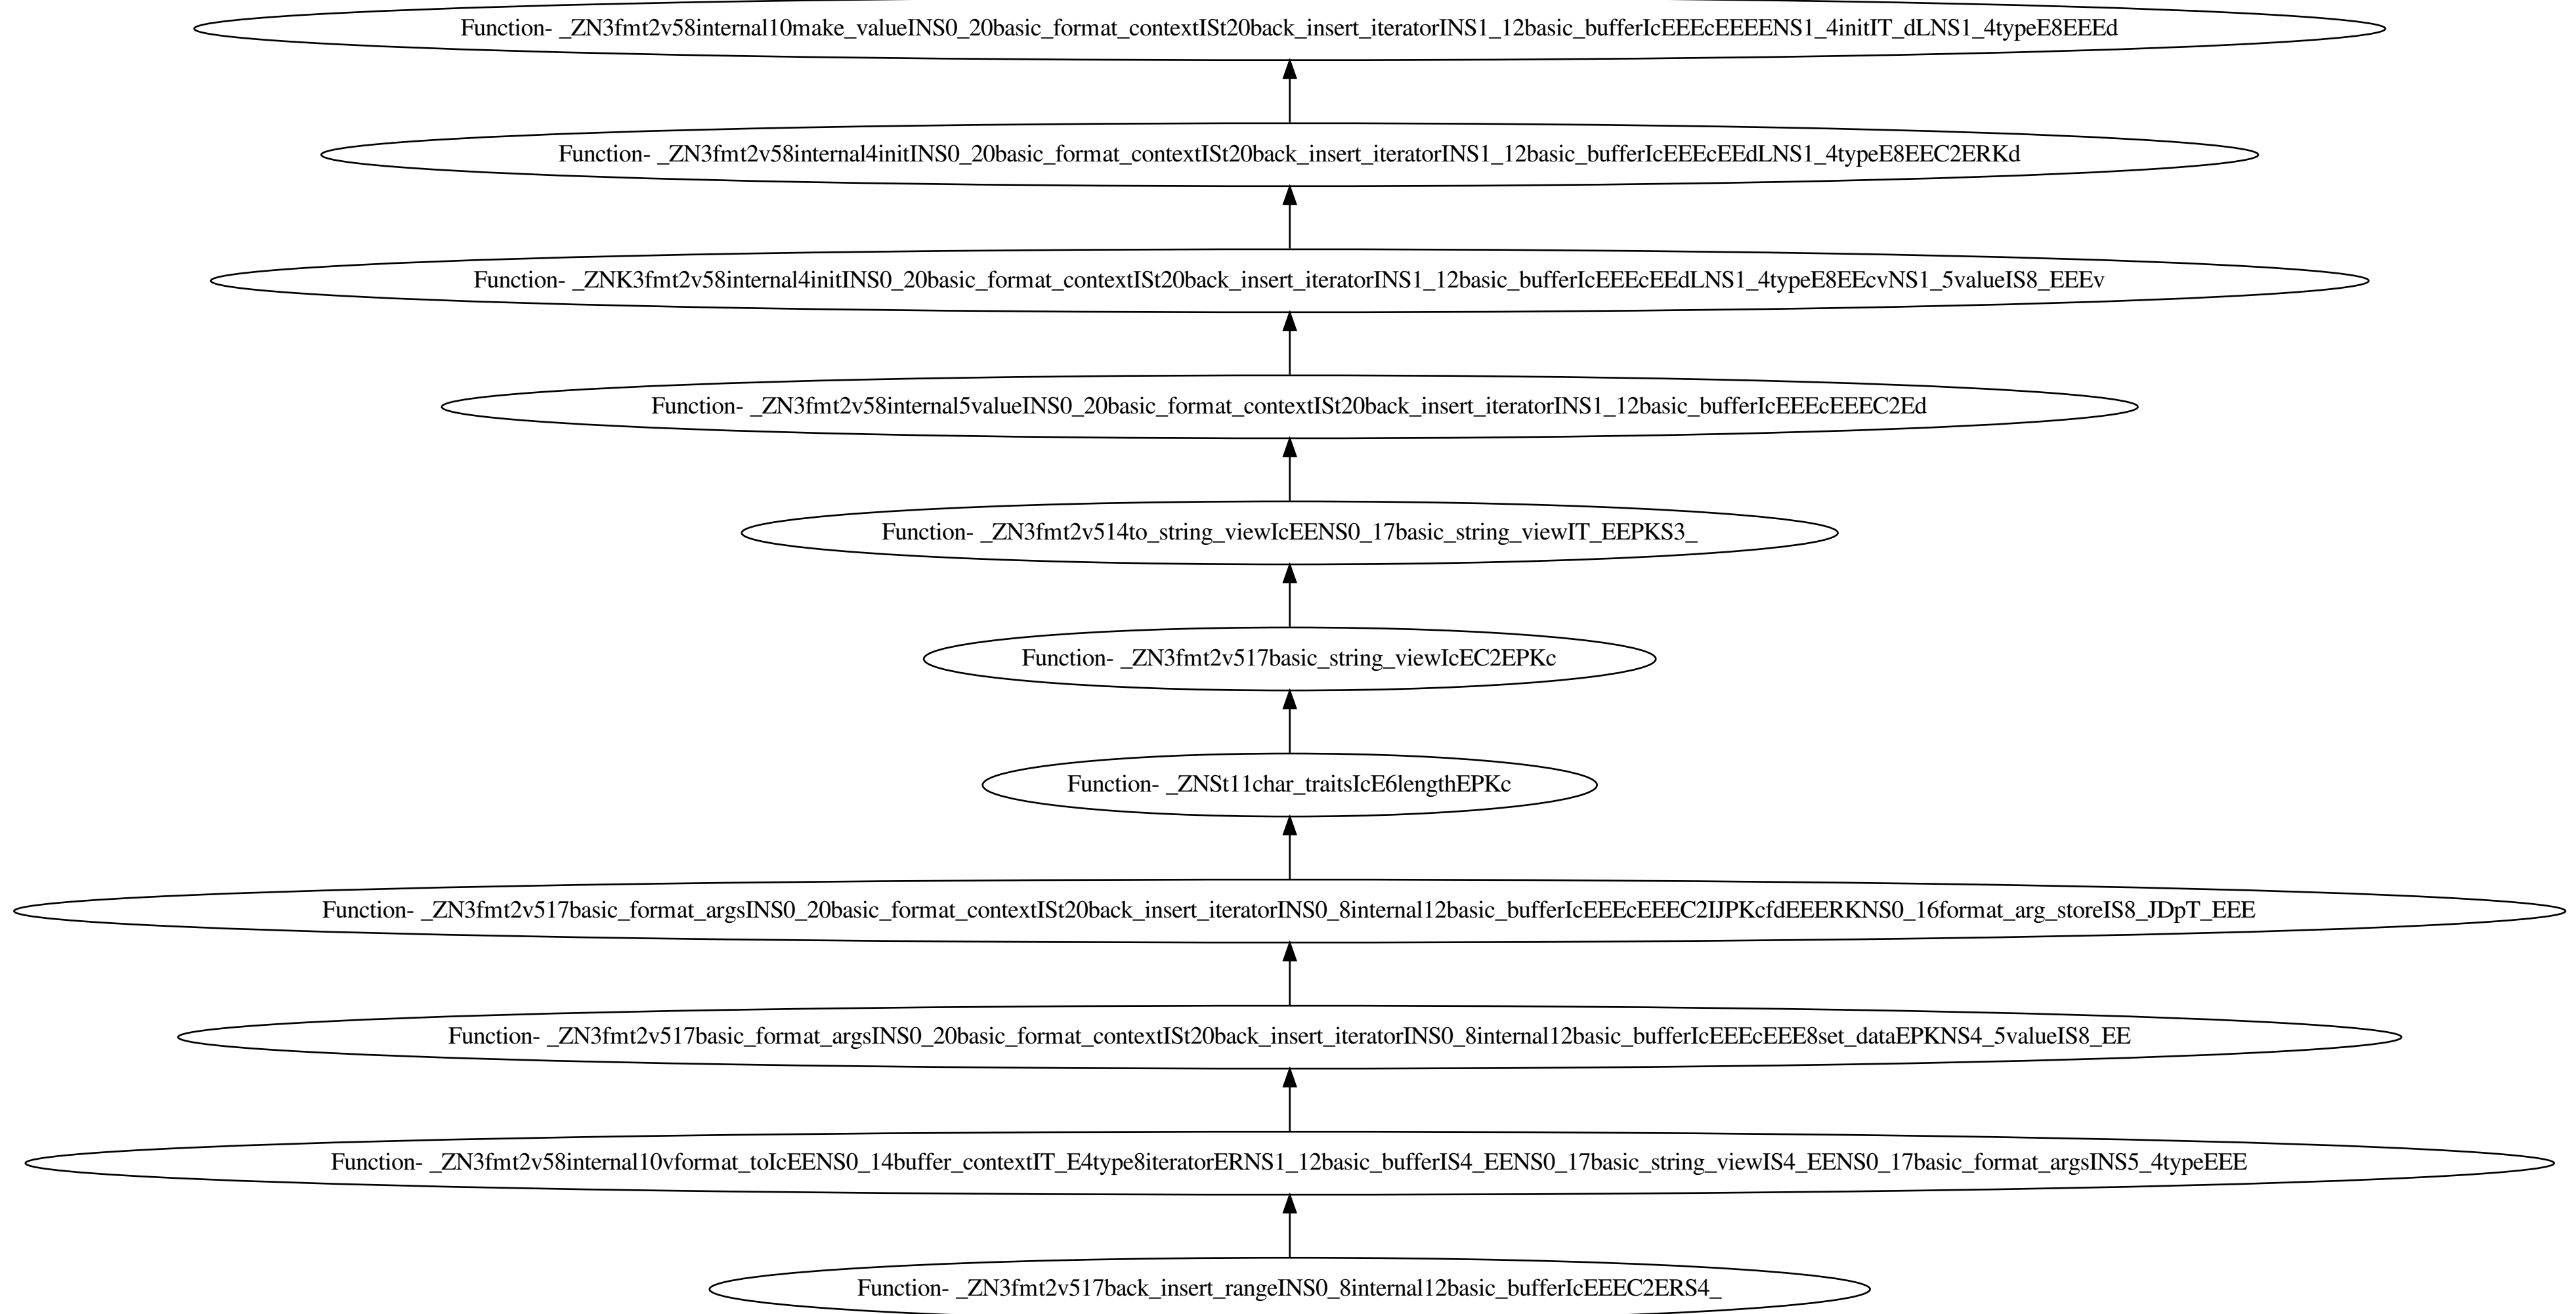 Function- _ZN3fmt2v58internal10make_valueINS0_20basic_format_contextISt20back_insert_iteratorINS1_12basic_bufferIcEEEcEEEENS1_4initIT_dLNS1_4typeE8EEEd
Function- _ZN3fmt2v58internal4initINS0_20basic_format_contextISt20back_insert_iteratorINS1_12basic_bufferIcEEEcEEdLNS1_4typeE8EEC2ERKd
Function- _ZNK3fmt2v58internal4initINS0_20basic_format_contextISt20back_insert_iteratorINS1_12basic_bufferIcEEEcEEdLNS1_4typeE8EEcvNS1_5valueIS8_EEEv
Function- _ZN3fmt2v58internal5valueINS0_20basic_format_contextISt20back_insert_iteratorINS1_12basic_bufferIcEEEcEEEC2Ed
Function- _ZN3fmt2v514to_string_viewIcEENS0_17basic_string_viewIT_EEPKS3_
Function- _ZN3fmt2v517basic_string_viewIcEC2EPKc
Function- _ZNSt11char_traitsIcE6lengthEPKc
Function- _ZN3fmt2v517basic_format_argsINS0_20basic_format_contextISt20back_insert_iteratorINS0_8internal12basic_bufferIcEEEcEEEC2IJPKcfdEEERKNS0_16format_arg_storeIS8_JDpT_EEE
Function- _ZN3fmt2v517basic_format_argsINS0_20basic_format_contextISt20back_insert_iteratorINS0_8internal12basic_bufferIcEEEcEEE8set_dataEPKNS4_5valueIS8_EE
Function- _ZN3fmt2v58internal10vformat_toIcEENS0_14buffer_contextIT_E4type8iteratorERNS1_12basic_bufferIS4_EENS0_17basic_string_viewIS4_EENS0_17basic_format_argsINS5_4typeEEE
Function- _ZN3fmt2v517back_insert_rangeINS0_8internal12basic_bufferIcEEEC2ERS4_